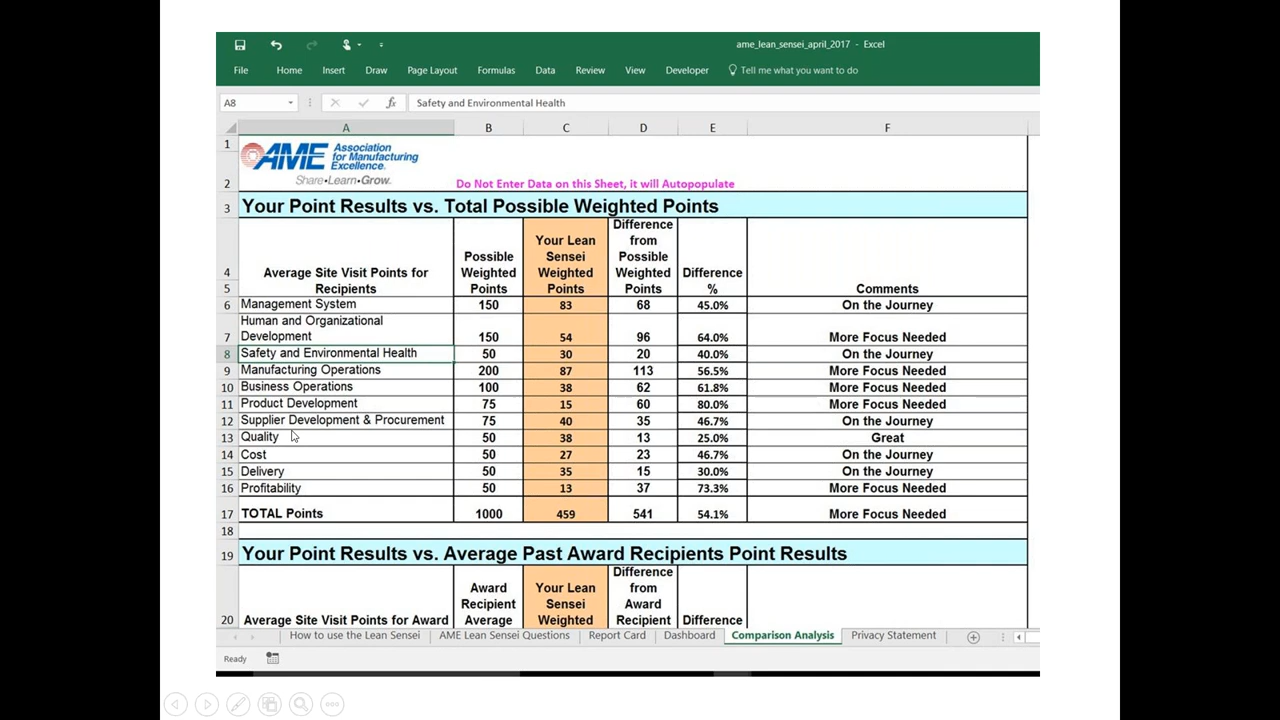 ame_lean_sensei_april_2017 - Excel
File Home Insert Draw Page Layout Formulas Data Review View Developer Tell me what you want to do
A8 fx Safety and Environmental Health
A B C D E F
1
AME Association
for Manufacturing
Excellence.
Share•Learn•Grow.
2 Do Not Enter Data on this Sheet, it will Autopopulate
3 Your Point Results vs. Total Possible Weighted Points
4
5
Average Site Visit Points for
Recipients
Possible
Weighted
Points
Your Lean
Sensei
Weighted
Points
Difference
from
Possible
Weighted
Points
Difference
%
Comments
6 Management System 150 83 68 45.0% On the Journey
Human and Organizational
7 Development 150 54 96 64.0% More Focus Needed
8 Safety and Environmental Health 50 30 20 40.0% On the Journey
9 Manufacturing Operations 200 87 113 56.5% More Focus Needed
10 Business Operations 100 38 62 61.8% More Focus Needed
11 Product Development 75 15 60 80.0% More Focus Needed
12 Supplier Development & Procurement 75 40 35 46.7% On the Journey
13 Quality 50 38 13 25.0% Great
14 Cost 50 27 23 46.7% On the Journey
15 Delivery 50 35 15 30.0% On the Journey
16 Profitability 50 13 37 73.3% More Focus Needed
17 TOTAL Points 1000 459 541 54.1% More Focus Needed
18
19 Your Point Results vs. Average Past Award Recipients Point Results
20 Average Site Visit Points for Award
Award
Recipient
Average
Your Lean
Sensei
Weighted
Difference
from
Award
Recipient
Difference
How to use the Lean Sensei AME Lean Sensei Questions Report Card Dashboard Comparison Analysis Privacy Statement
Ready